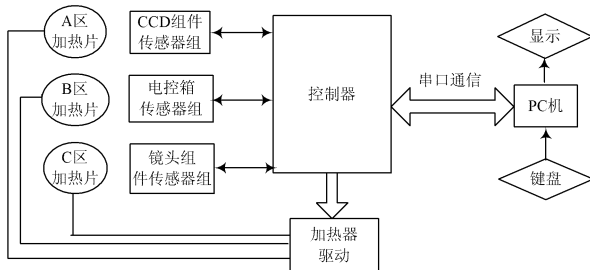 A区
加热片
CCD组件
传感器组
B区
加热片
电控箱
传感器组
C区
加热片
镜头组
件传感器组
控制器
串口通信
显示
PC机
键盘
加热器
驱动